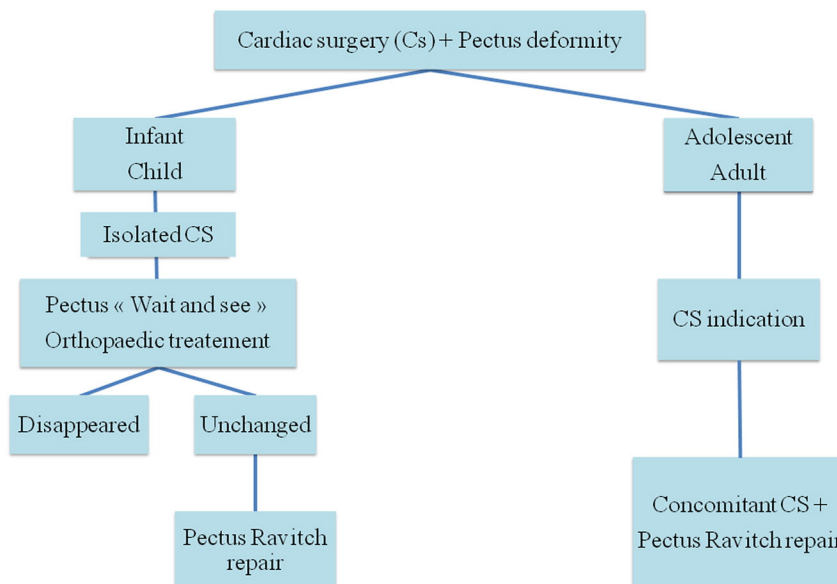 Cardiac surgery (Cs) + Pectus deformity
Infant
Child
Adolescent
Adult
Isolated CS
Pectus « Wait and see »
Orthopaedic treatement
CS indication
Disappeared
Unchanged
Pectus Ravitch
repair
Concomitant CS +
Pectus Ravitch repair